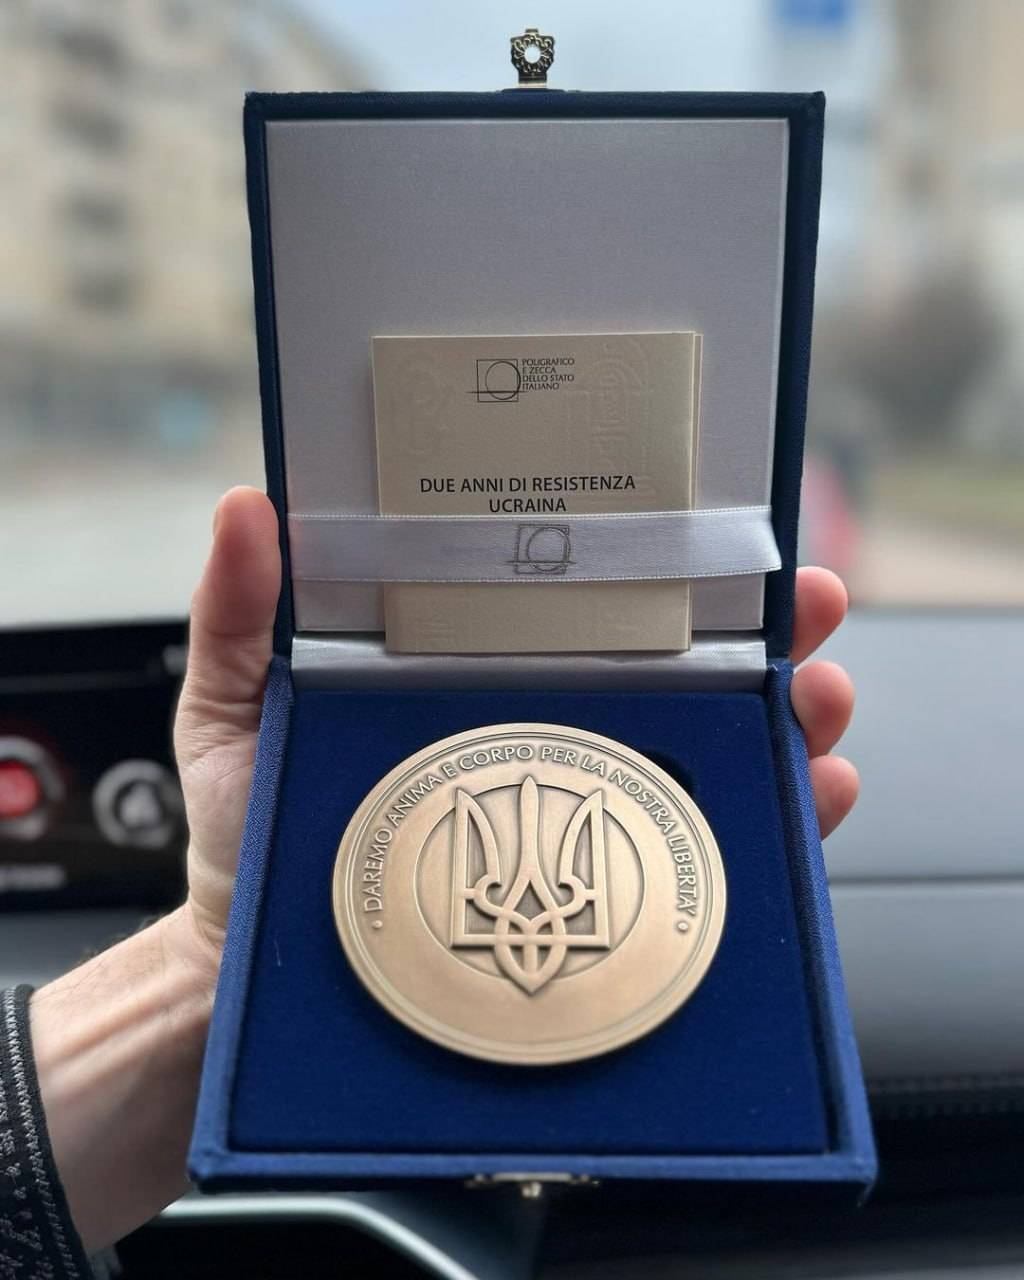 POLIGRAFICO
E ZECCA
DELLO STATO
ITALIANO
DUE ANNI DI RESISTENZA
UCRAINA
• DAREMO ANIMA E CORPO PER LA NOSTRA LIBERTA' •